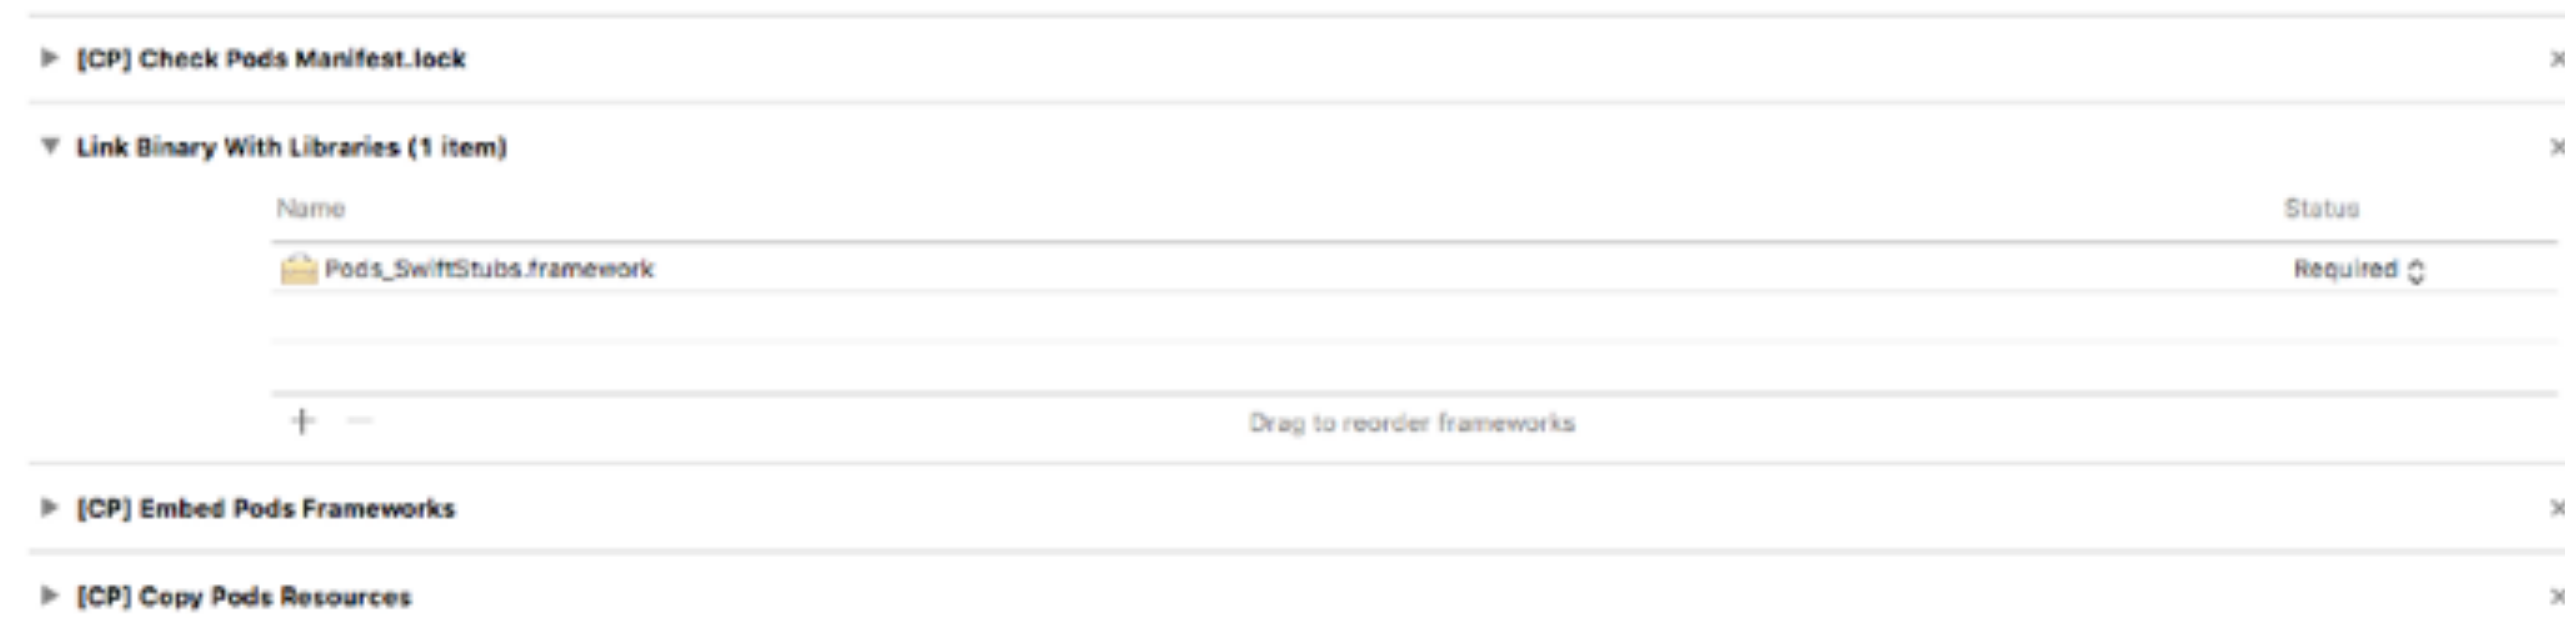 [CP] Check Pods Manifest.lock
Link Binary With Libraries (1 item)
Name Status
Pods_SwiftStubs.framework Required
Drag to reorder frameworks
[CP] Embed Pods Frameworks
[CP] Copy Pods Resources